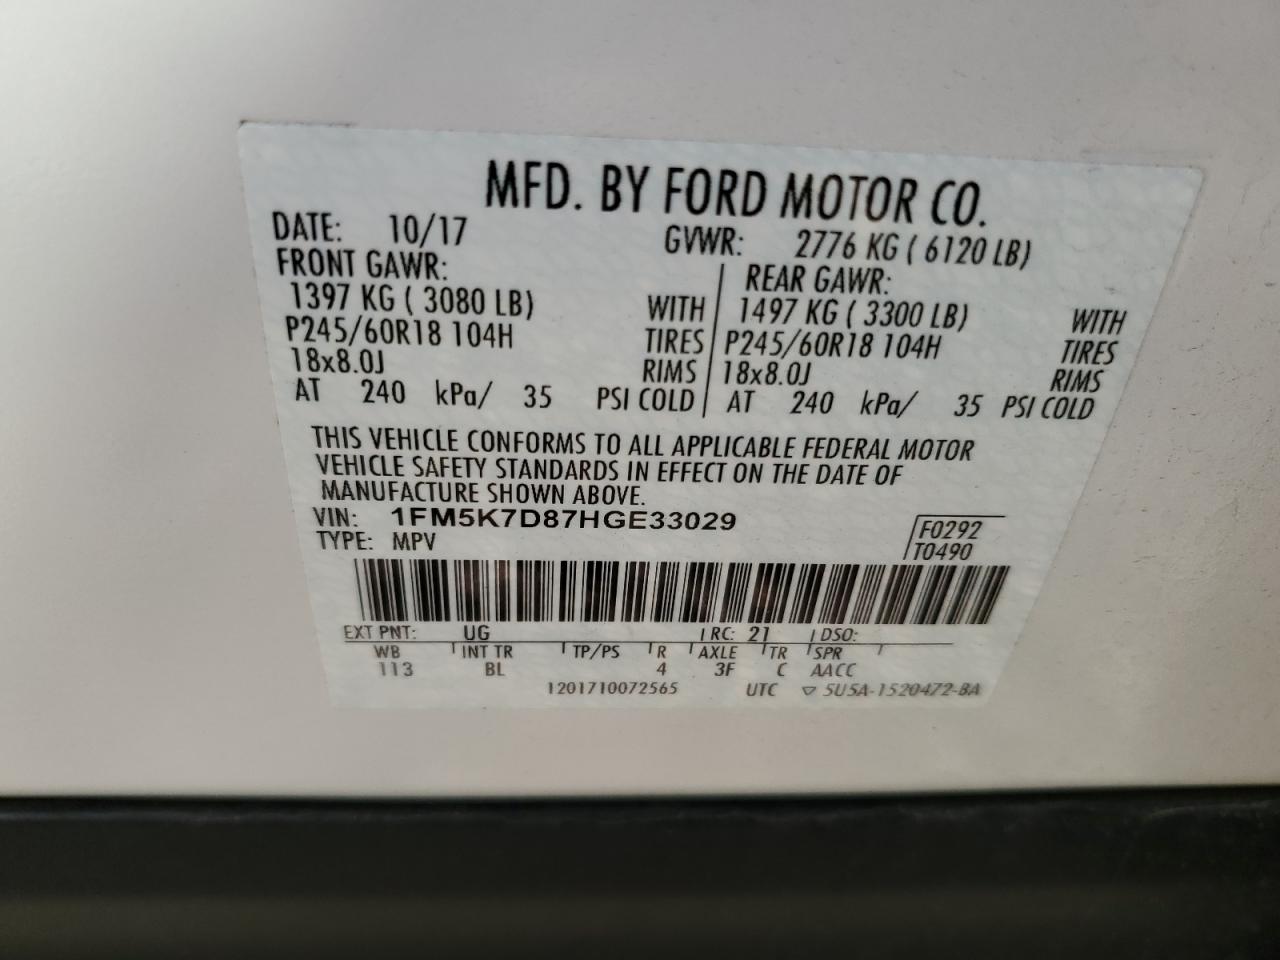 MFD. BY FORD MOTOR CO.
DATE: 10/17 GVWR: 2776 KG ( 6120 LB)
FRONT GAWR: REAR GAWR:
1397 KG ( 3080 LB) WITH 1497 KG ( 3300 LB) WITH
P245/60R18 104H TIRES P245/60R18 104H TIRES
18x8.0J RIMS 18x8.0J RIMS
AT 240 kPa/ 35 PSI COLD AT 240 kPa/ 35 PSI COLD
THIS VEHICLE CONFORMS TO ALL APPLICABLE FEDERAL MOTOR
VEHICLE SAFETY STANDARDS IN EFFECT ON THE DATE OF
MANUFACTURE SHOWN ABOVE.
VIN: 1FM5K7D87HGE33029 F0292
TYPE: MPV T0490
EXT PNT: UG RC: 21 DSO:
WB INT TR TP/PS R AXLE TR SPR
113 BL 4 3F C AACC
1201710072565 UTC ▽ 5U5A-1520472-BA